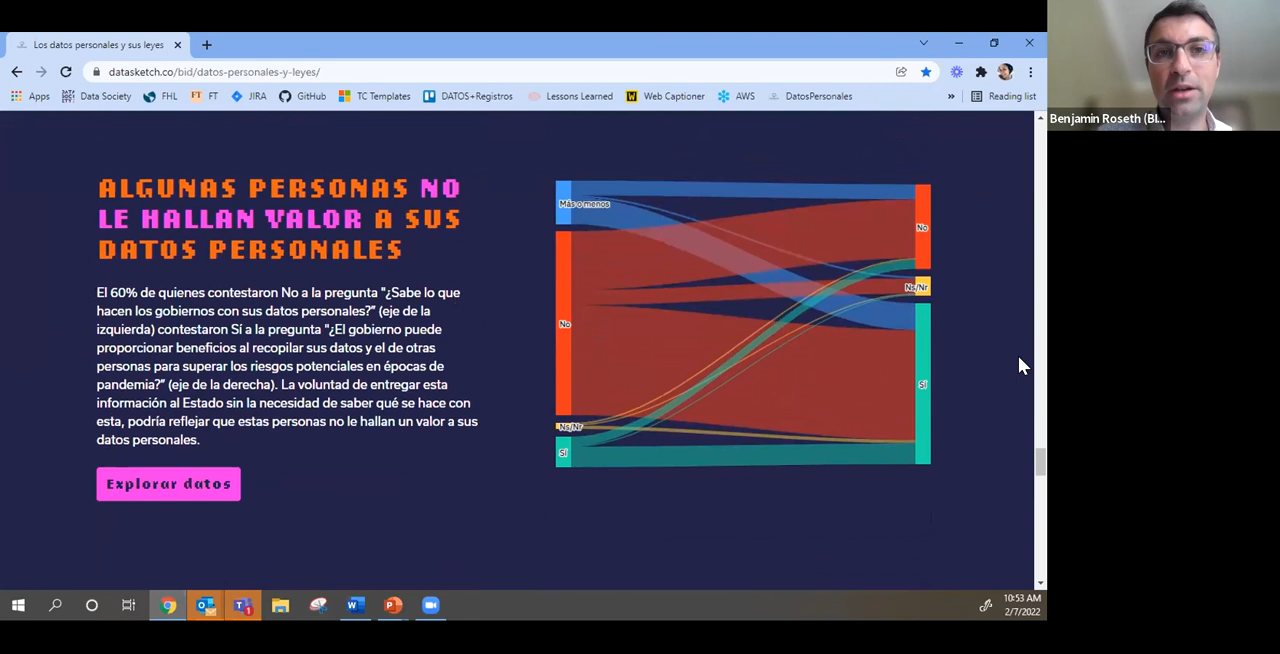 Los datos personales y sus leyes
datasketch.co/bid/datos-personales-y-leyes/
Apps
Data Society
FHL
FT
FT
JIRA
GitHub
TC Templates
DATOS+Registros
Lessons Learned
W
Web Captioner
AWS
DatosPersonales
»
Reading list
Benjamin Roseth (BI...
ALGUNAS PERSONAS NO
LE HALLAN VALOR A SUS
DATOS PERSONALES
El 60% de quienes contestaron No a la pregunta "¿Sabe lo que
hacen los gobiernos con sus datos personales?" (eje de la
izquierda) contestaron Sí a la pregunta "¿El gobierno puede
proporcionar beneficios al recopilar sus datos y el de otras
personas para superar los riesgos potenciales en épocas de
pandemia?" (eje de la derecha). La voluntad de entregar esta
información al Estado sin la necesidad de saber qué se hace con
esta, podría reflejar que estas personas no le hallan un valor a sus
datos personales.
Explorar datos
Más o menos
No
Ns/Nr
Sí
No
Ns/Nr
Sí
10:53 AM
2/7/2022